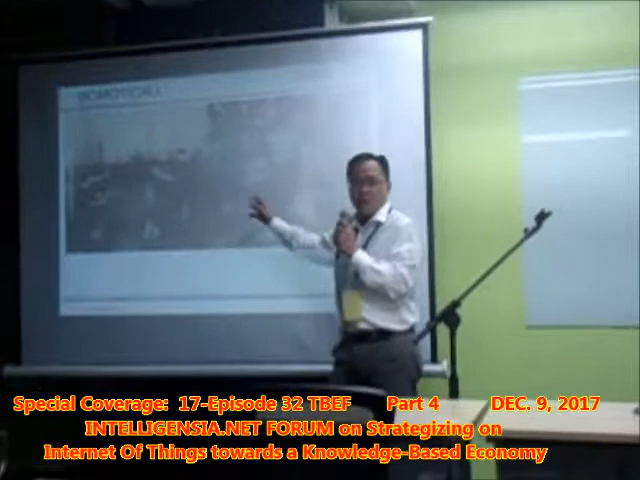 Special Coverage: 17-Episode 32 TBEF Part 4 DEC. 9, 2017
INTELLIGENSIA.NET FORUM on Strategizing on
Internet Of Things towards a Knowledge-Based Economy